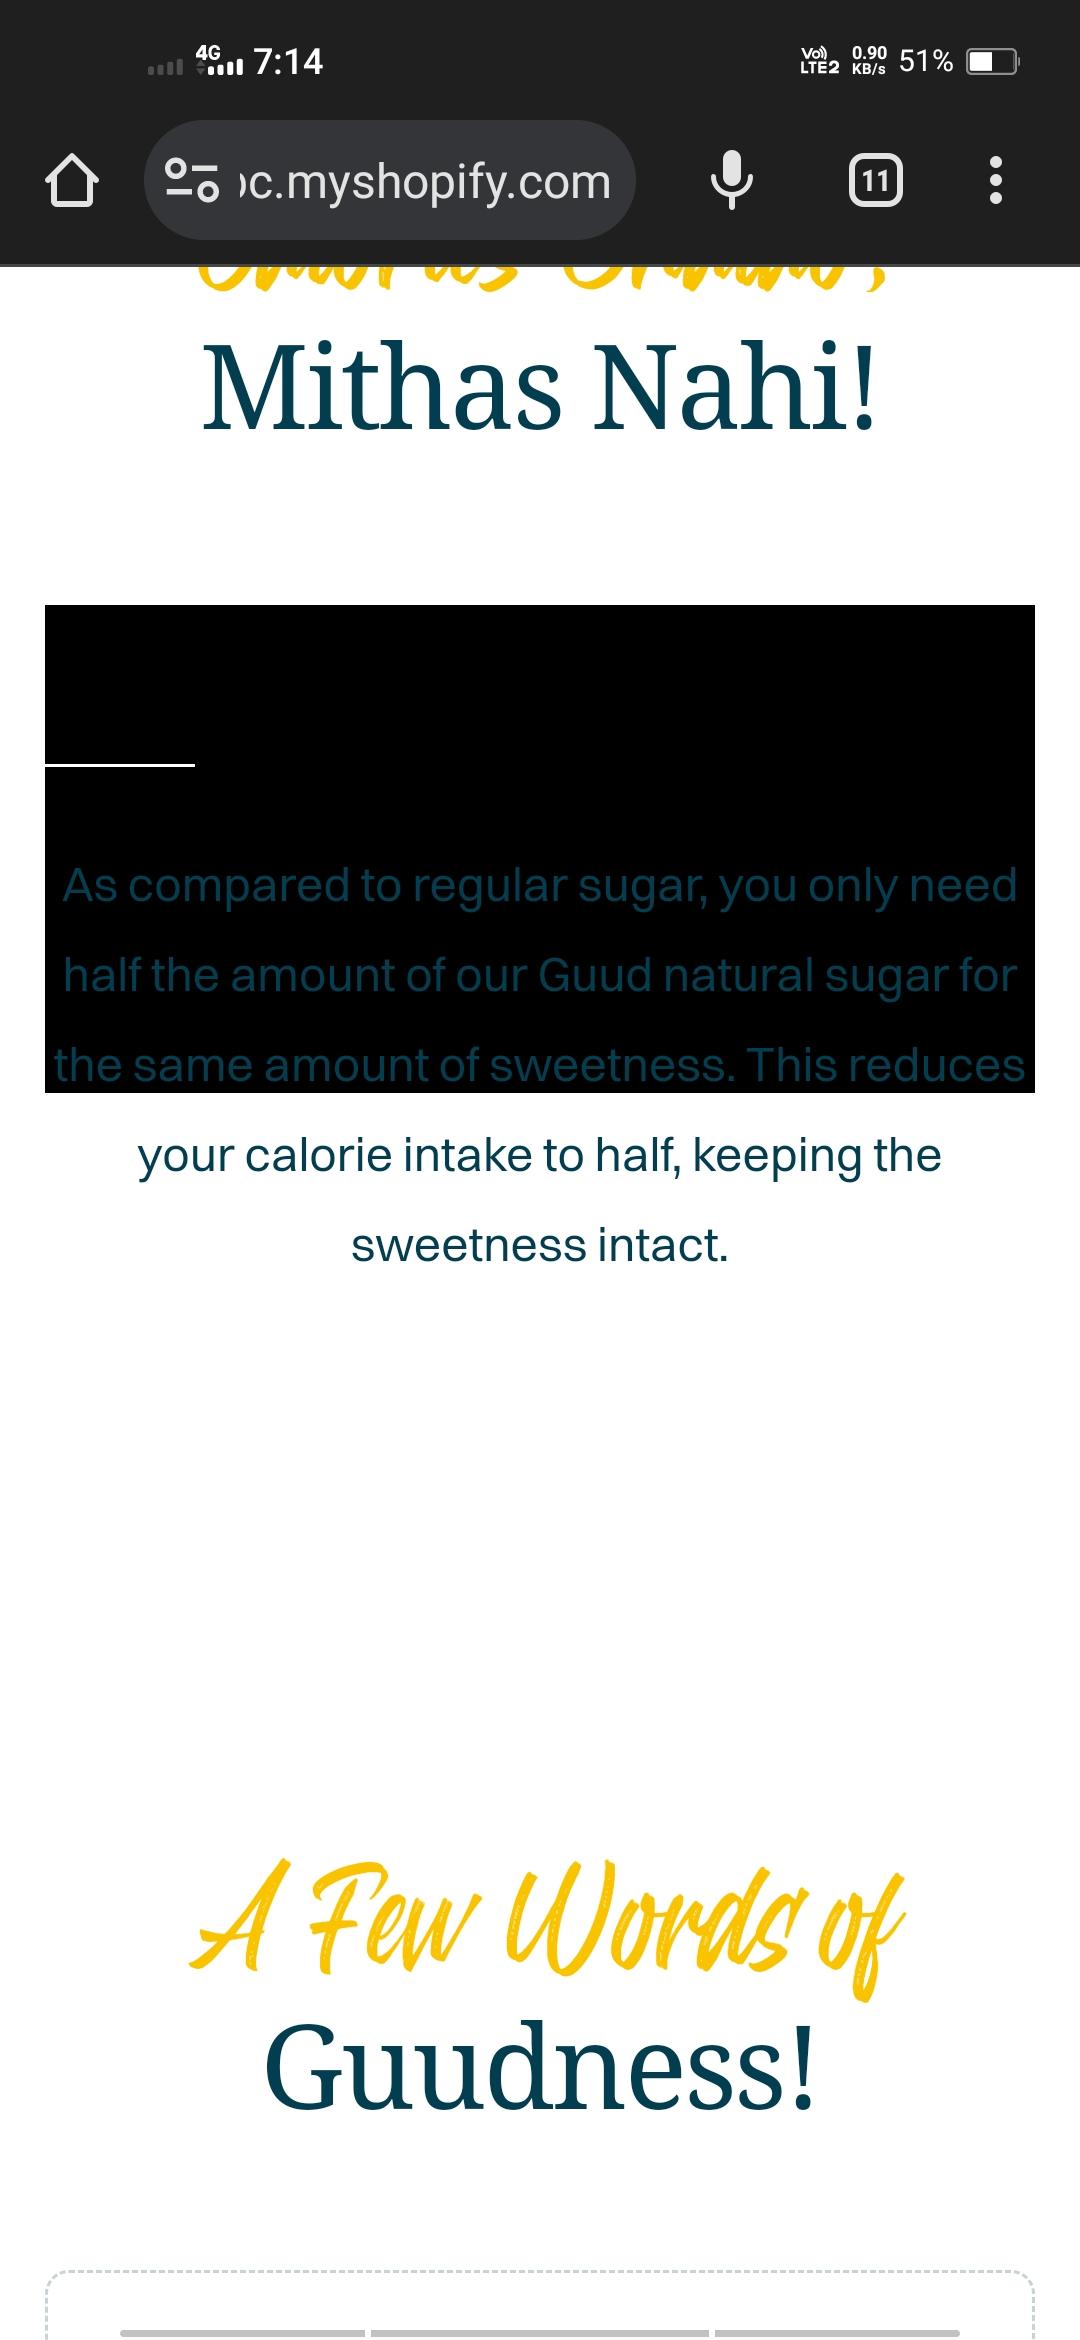 4G 7:14 Vo)) LTE2 0.90 KB/s 51%
c.myshopify.com 11
Mithas Nahi!
As compared to regular sugar, you only need
half the amount of our Guud natural sugar for
the same amount of sweetness. This reduces
your calorie intake to half, keeping the
sweetness intact.
A Few Words of
Guudness!